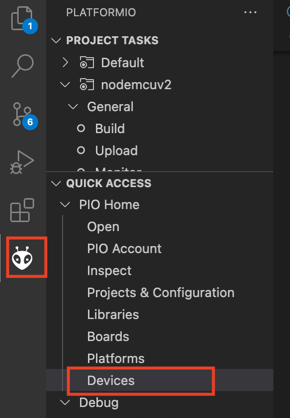 PLATFORMIO
1
PROJECT TASKS
Default
nodemcuv2
General
6
Build
Upload
Monitor
QUICK ACCESS
PIO Home
Open
PIO Account
Inspect
Projects & Configuration
Libraries
Boards
Platforms
Devices
Debug